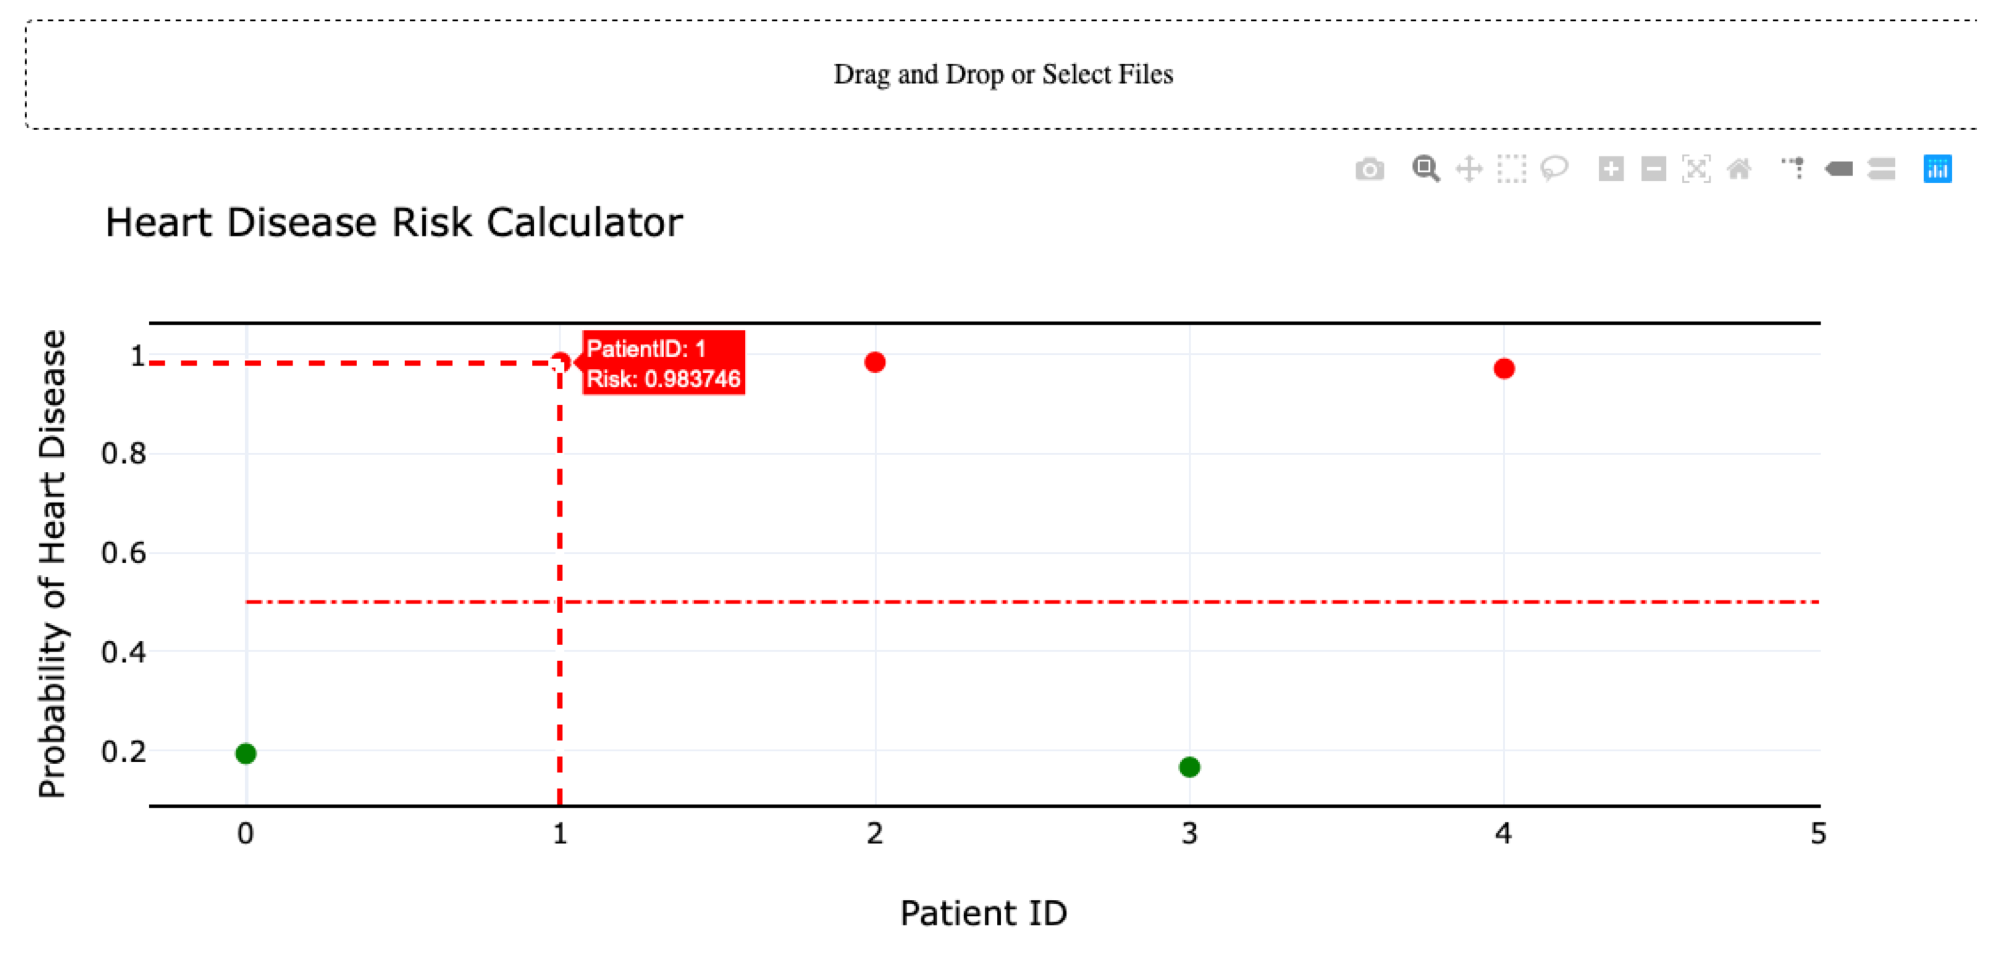 Drag and Drop or Select Files
Heart Disease Risk Calculator
Probability of Heart Disease
1
0.8
0.6
0.4
0.2
PatientID: 1
Risk: 0.983746
0 1 2 3 4 5
Patient ID